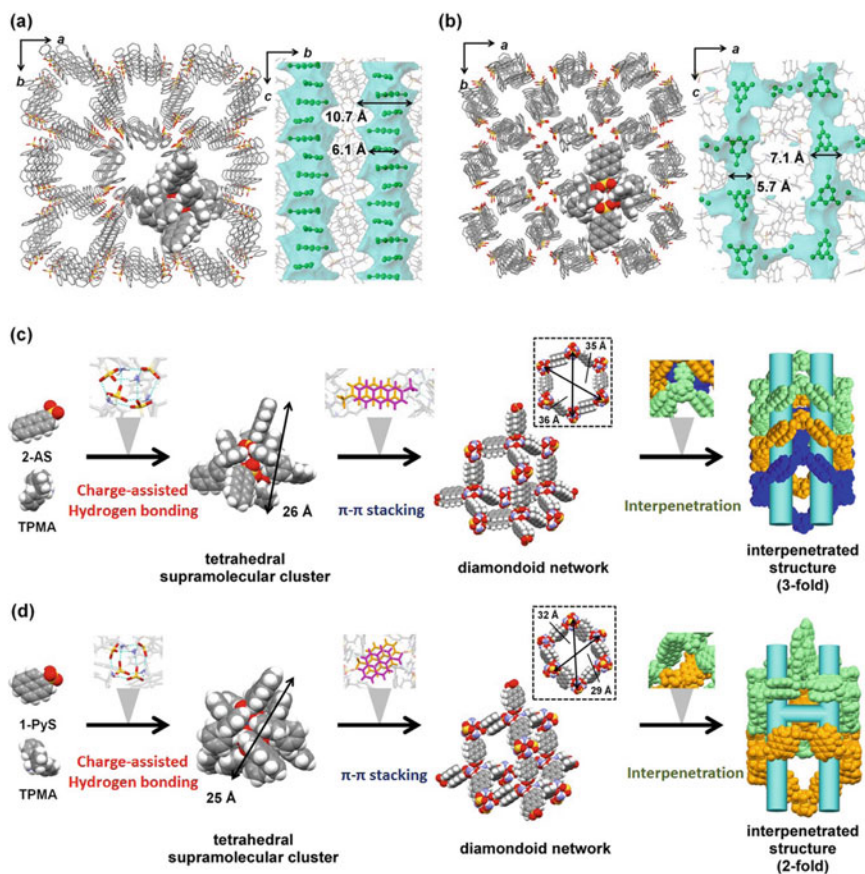 (a)
a
b
b
c
10.7 Å
6.1 Å
(b)
a
b
a
c
7.1 Å
5.7 Å
(c)
2-AS
TPMA
Charge-assisted
Hydrogen bonding
26 Å
tetrahedral
supramolecular cluster
π-π stacking
35 Å
36 Å
diamondoid network
Interpenetration
interpenetrated
structure
(3-fold)
(d)
1-PyS
TPMA
Charge-assisted
Hydrogen bonding
25 Å
tetrahedral
supramolecular cluster
π-π stacking
32 Å
29 Å
diamondoid network
Interpenetration
interpenetrated
structure
(2-fold)